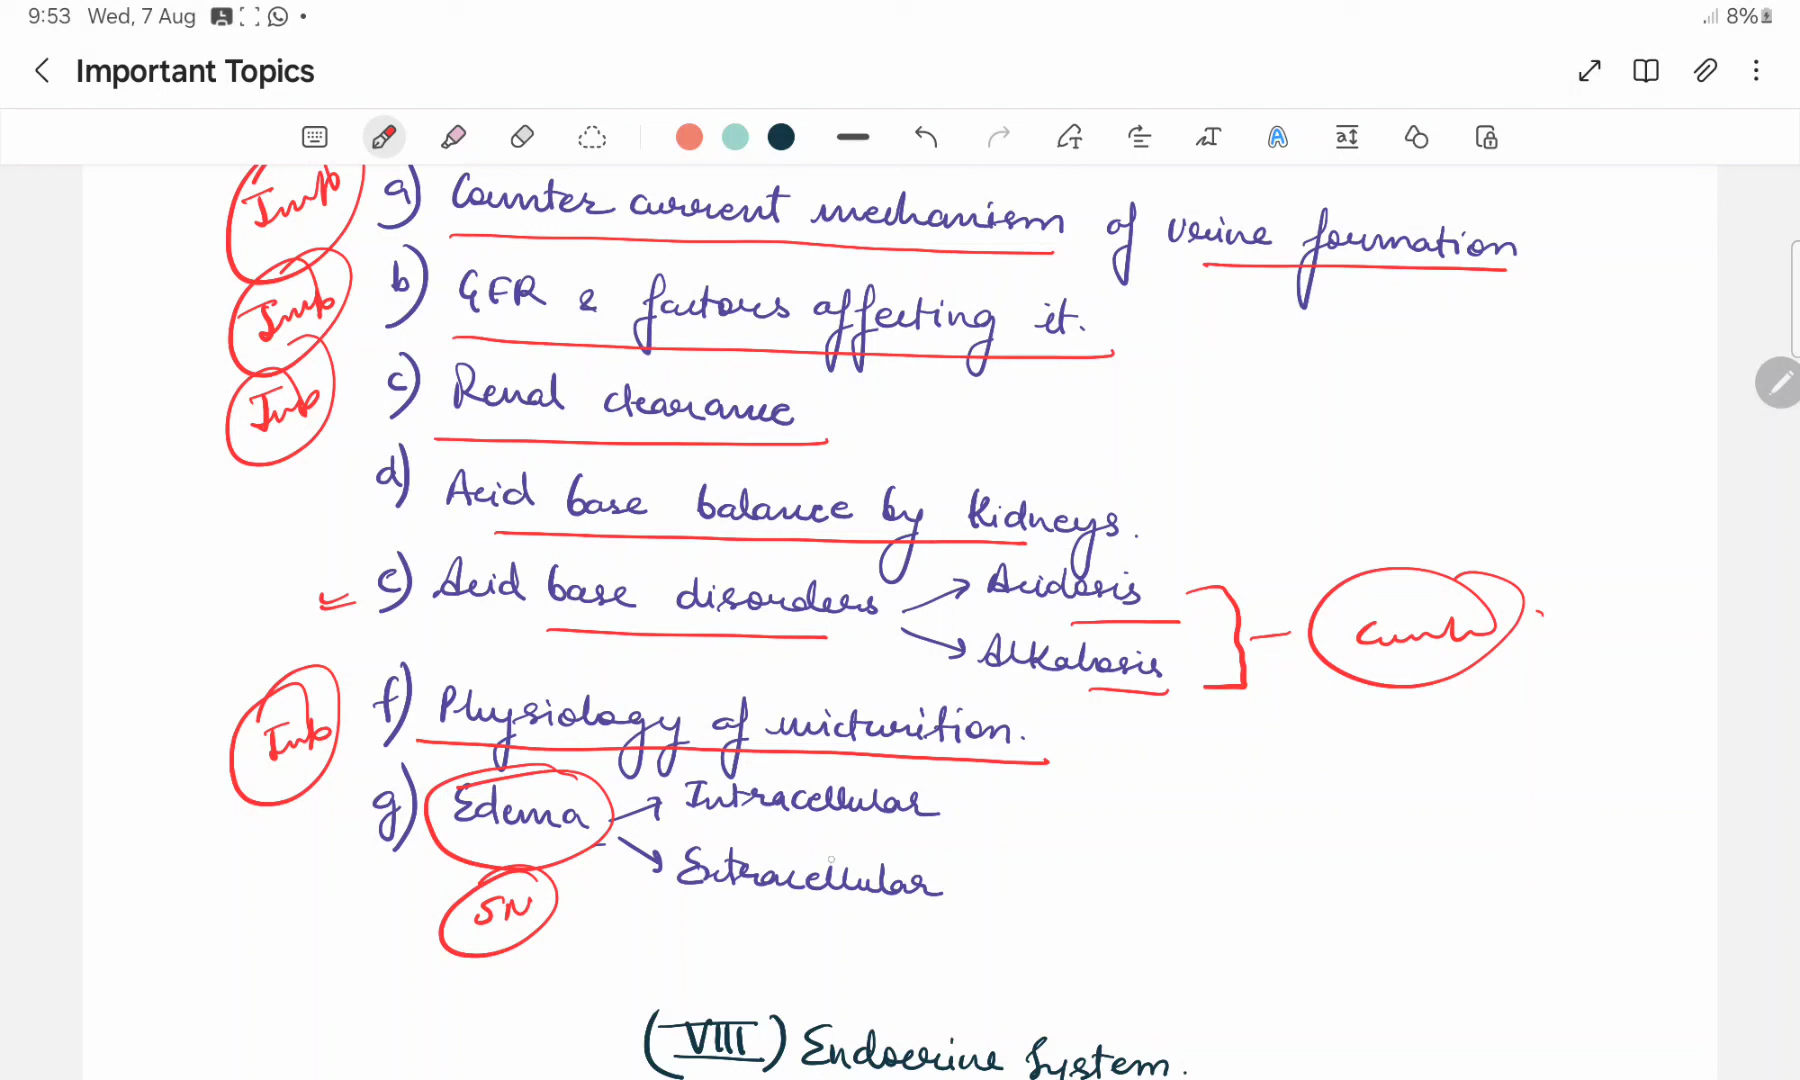 9:53 Wed, 7 Aug 8%
Important Topics
Imp a) Counter current mechanism of urine formation
Imp b) GFR & factors affecting it.
Imp c) Renal clearance
d) Acid base balance by Kidneys.
e) Acid base disorders → Acidosis
→ Alkalosis
Imp f) Physiology of micturition.
g) Edema → Intracellular
→ Extracellular
SN
(VIII) Endocrine System.